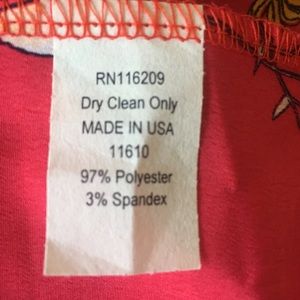 RN116209
Dry Clean Only
MADE IN USA
11610
97% Polyester
3% Spandex